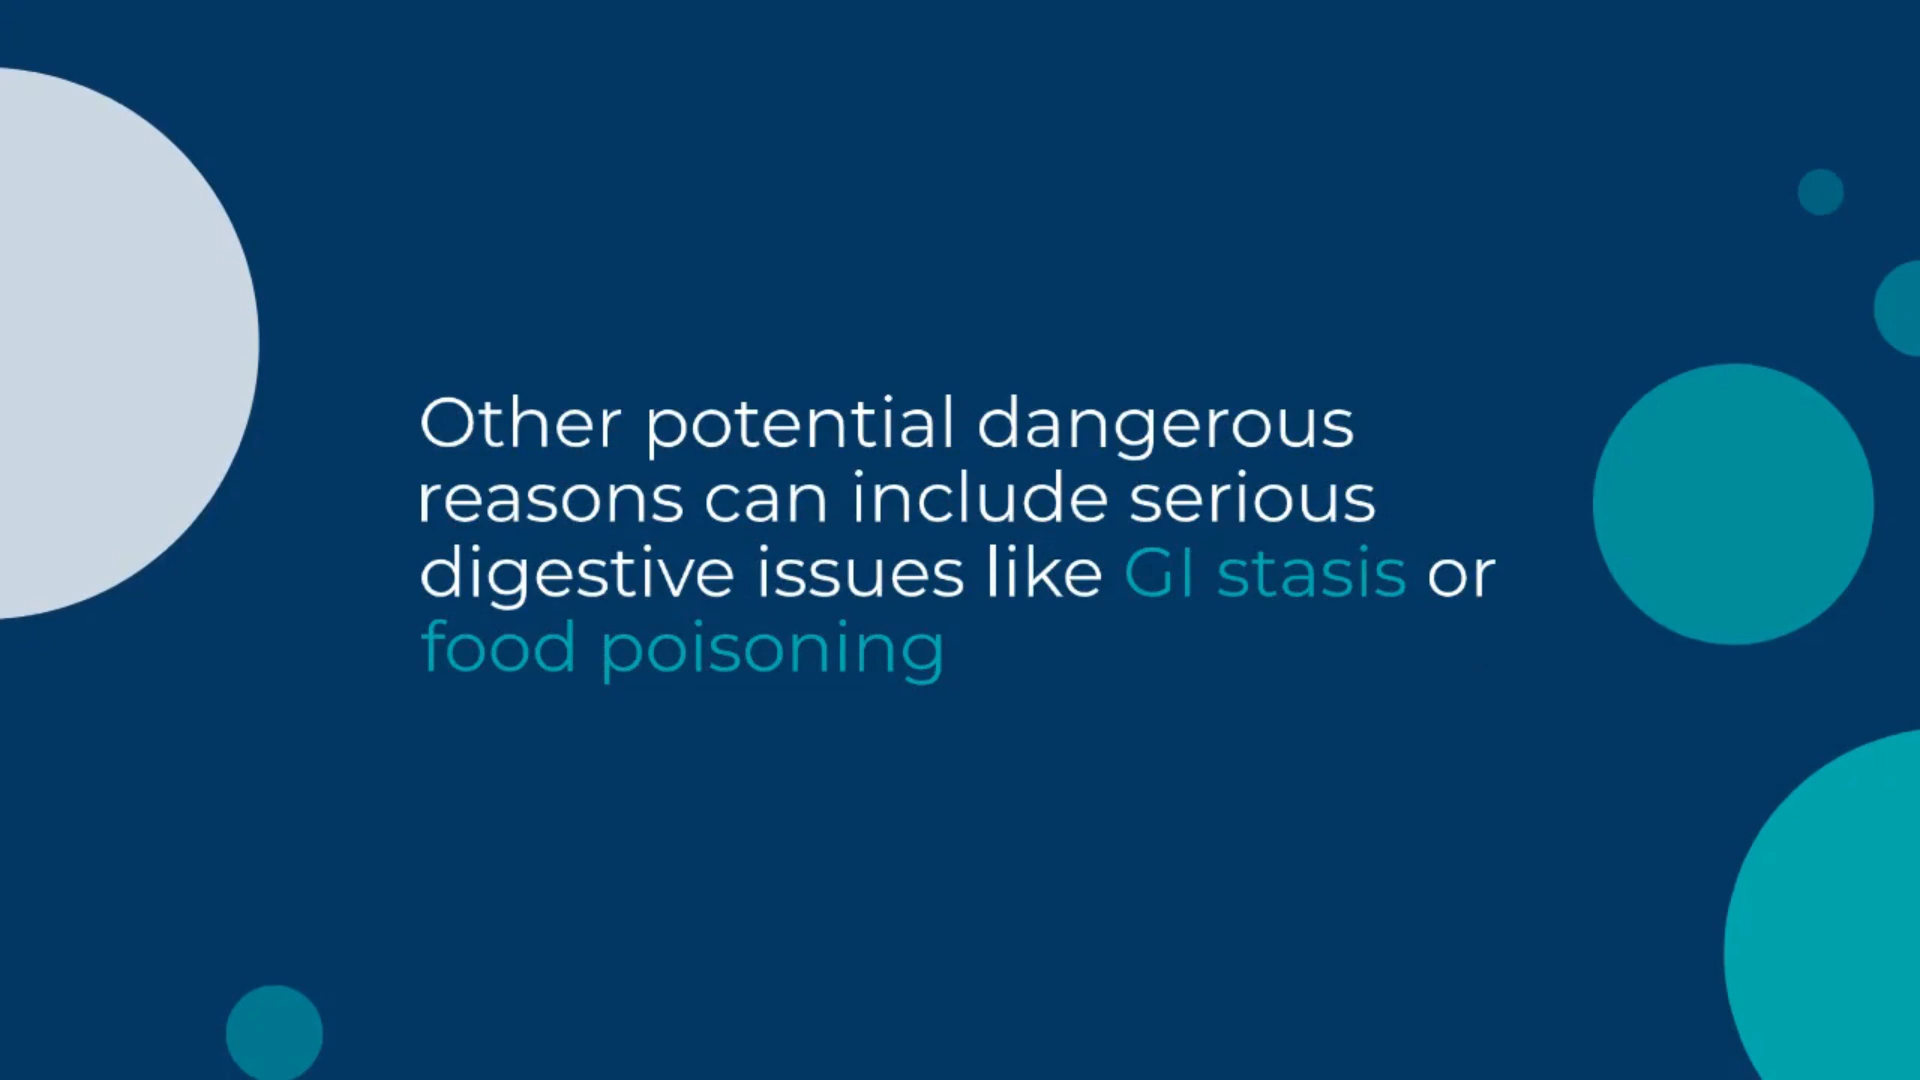 Other potential dangerous
reasons can include serious
digestive issues like GI stasis or
food poisoning